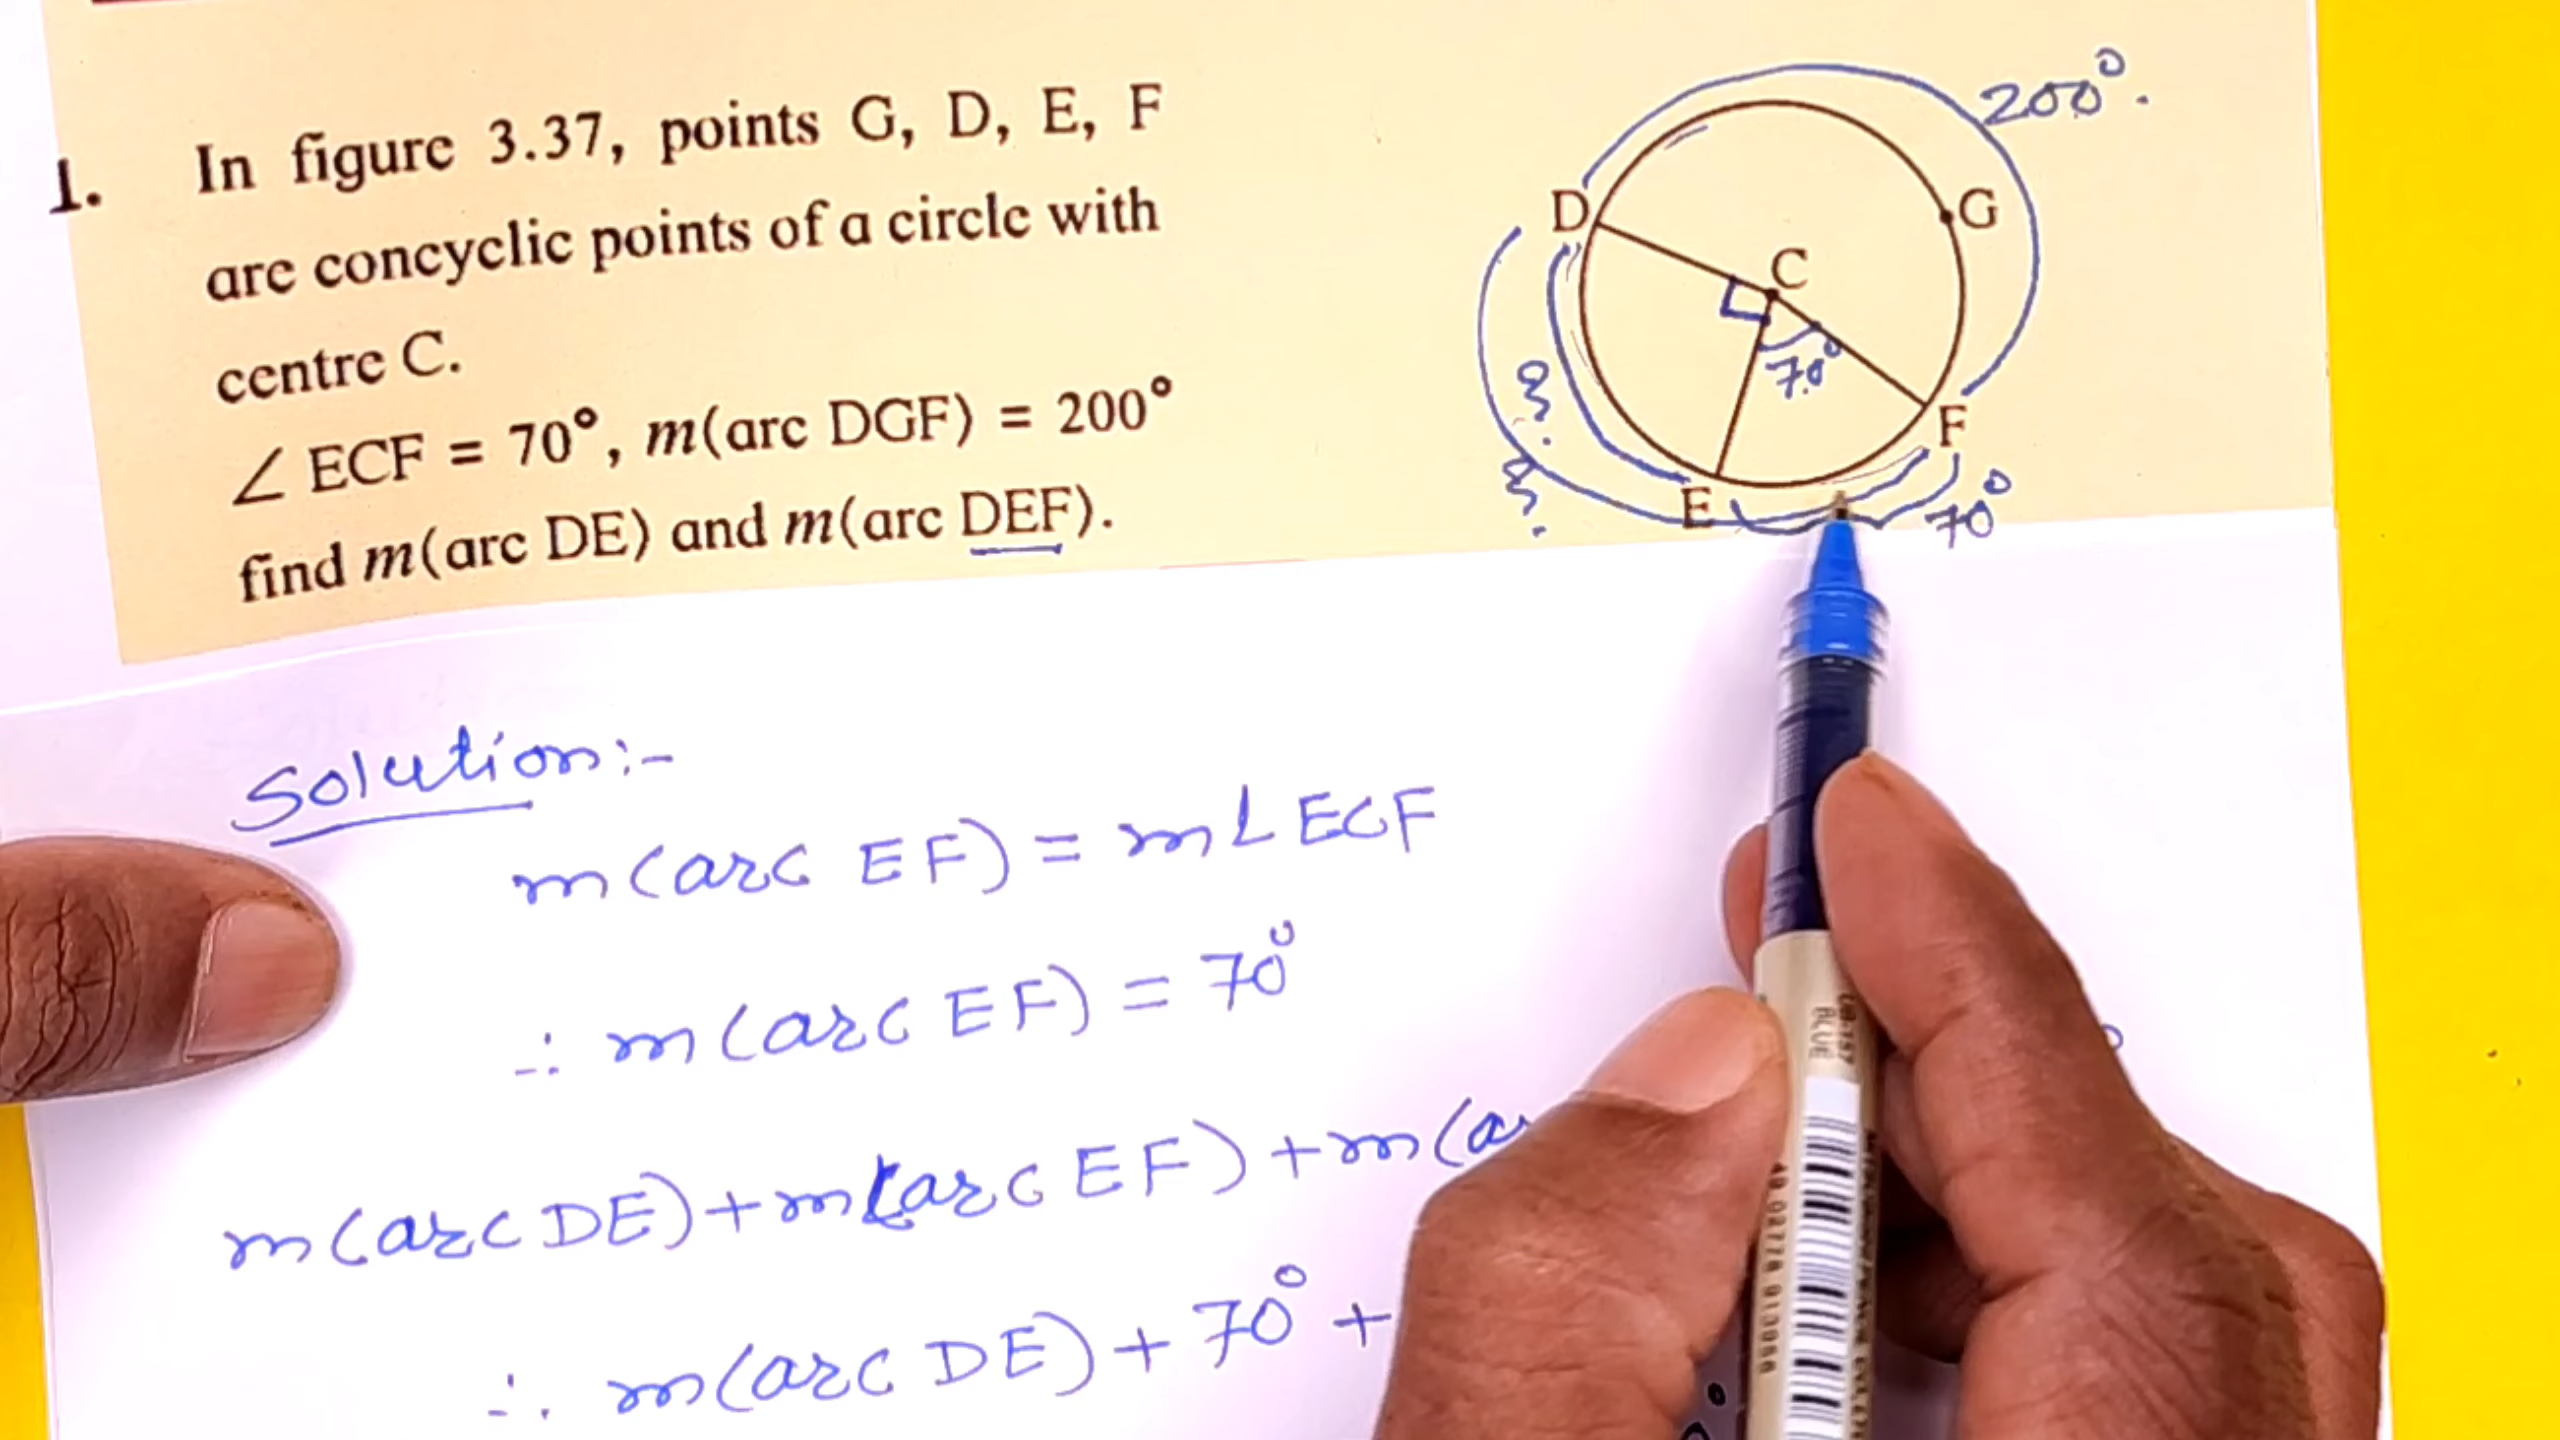 1. In figure 3.37, points G, D, E, F
are concyclic points of a circle with
centre C.
∠ ECF = 70°, m(arc DGF) = 200°
find m(arc DE) and m(arc DEF).
200°.
D
G
C
70°
F
E
70°
?
?
Solution:-
m(arc EF) = m∠ECF
∴ m(arc EF) = 70°
m(arc DE)+m(arc EF)+m(a
∴ m(arc DE) + 70° +
BLUE